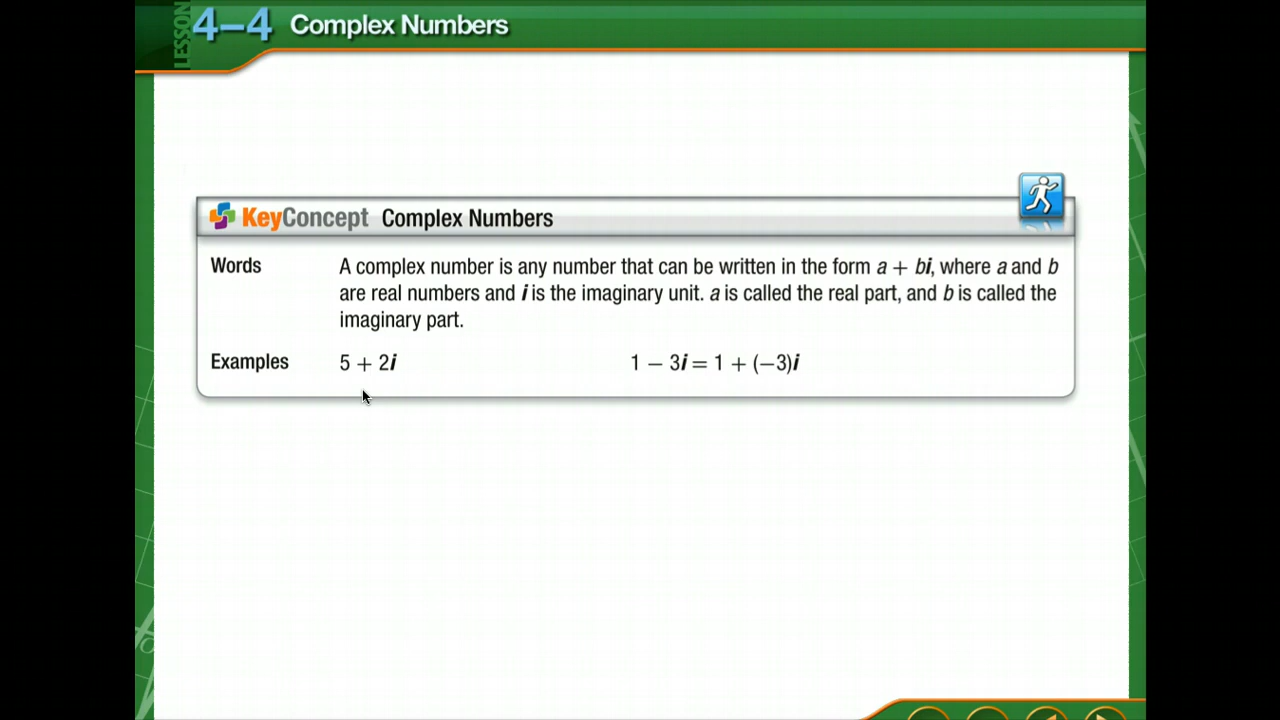 LESSON 4–4 Complex Numbers
KeyConcept Complex Numbers
Words A complex number is any number that can be written in the form a + bi, where a and b
are real numbers and i is the imaginary unit. a is called the real part, and b is called the
imaginary part.
Examples 5 + 2i 1 − 3i = 1 + (−3)i